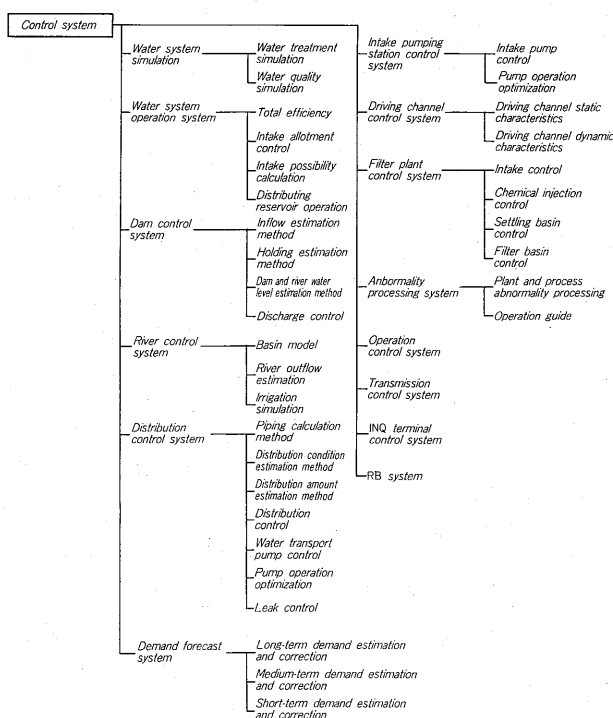 Control system
Water system
simulation
Water treatment
simulation
Water quality
simulation
Water system
operation system
Total efficiency
Intake allotment
control
Intake possibility
calculation
Distributing
reservoir operation
Dam control
system
Inflow estimation
method
Holding estimation
method
Dam and river water
level estimation method
Discharge control
River control
system
Basin model
River outflow
estimation
Irrigation
simulation
Distribution
control system
Piping calculation
method
Distribution condition
estimation method
Distribution amount
estimation method
Distribution
control
Water transport
pump control
Pump operation
optimization
Leak control
Demand forecast
system
Long-term demand estimation
and correction
Medium-term demand estimation
and correction
Short-term demand estimation
and correction
Intake pumping
station control
system
Intake pump
control
Pump operation
optimization
Driving channel
control system
Driving channel static
characteristics
Driving channel dynamic
characteristics
Filter plant
control system
Intake control
Chemical injection
control
Settling basin
control
Filter basin
control
Anbormality
processing system
Plant and process
abnormality processing
Operation guide
Operation
control system
Transmission
control system
INQ terminal
control system
RB system